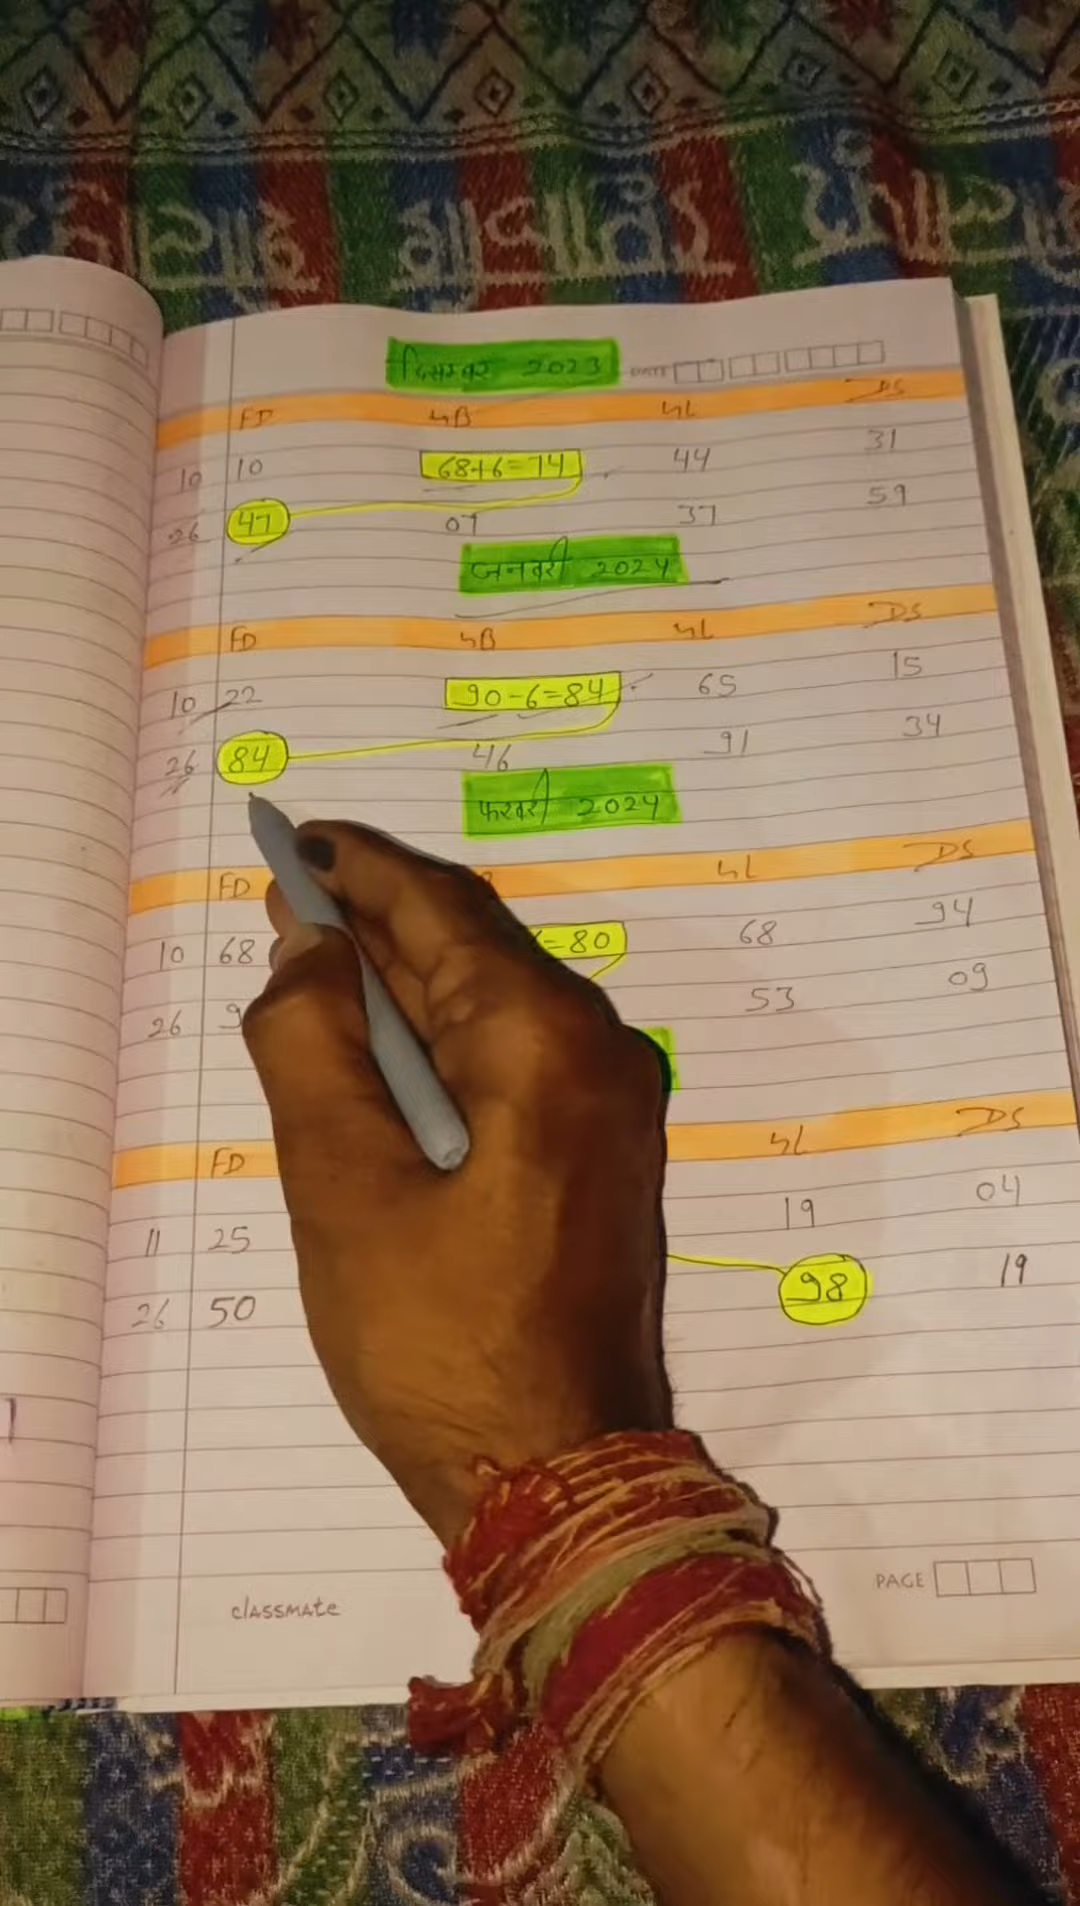 दिसम्बर 2023
DATE
FD GB GL DS
10 10 68+6=74 44 31
26 47 07 37 59
जनवरी 2024
FD GB GL DS
10 22 90-6=84 65 15
26 84 46 91 34
फरवरी 2024
FD GL DS
10 68 =80 68 94
26 9 53 09
FD GL DS
11 25 19 04
26 50 98 19
classmate
PAGE